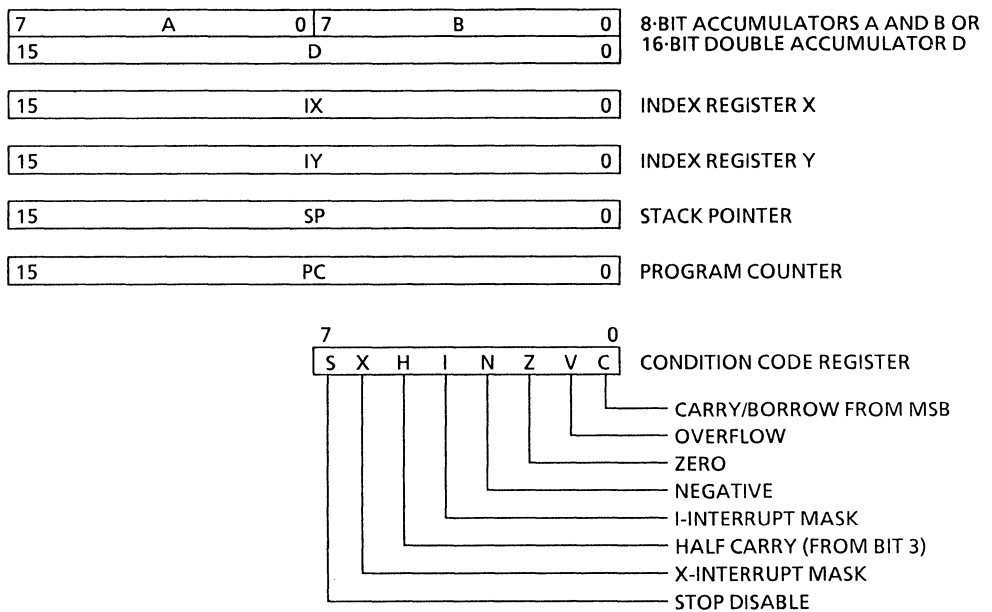 7 A 0 7 B 0 8·BIT ACCUMULATORS A AND B OR
15 D 0 16·BIT DOUBLE ACCUMULATOR D
15 IX 0 INDEX REGISTER X
15 IY 0 INDEX REGISTER Y
15 SP 0 STACK POINTER
15 PC 0 PROGRAM COUNTER
7 0
S X H I N Z V C CONDITION CODE REGISTER
CARRY/BORROW FROM MSB
OVERFLOW
ZERO
NEGATIVE
I-INTERRUPT MASK
HALF CARRY (FROM BIT 3)
X-INTERRUPT MASK
STOP DISABLE